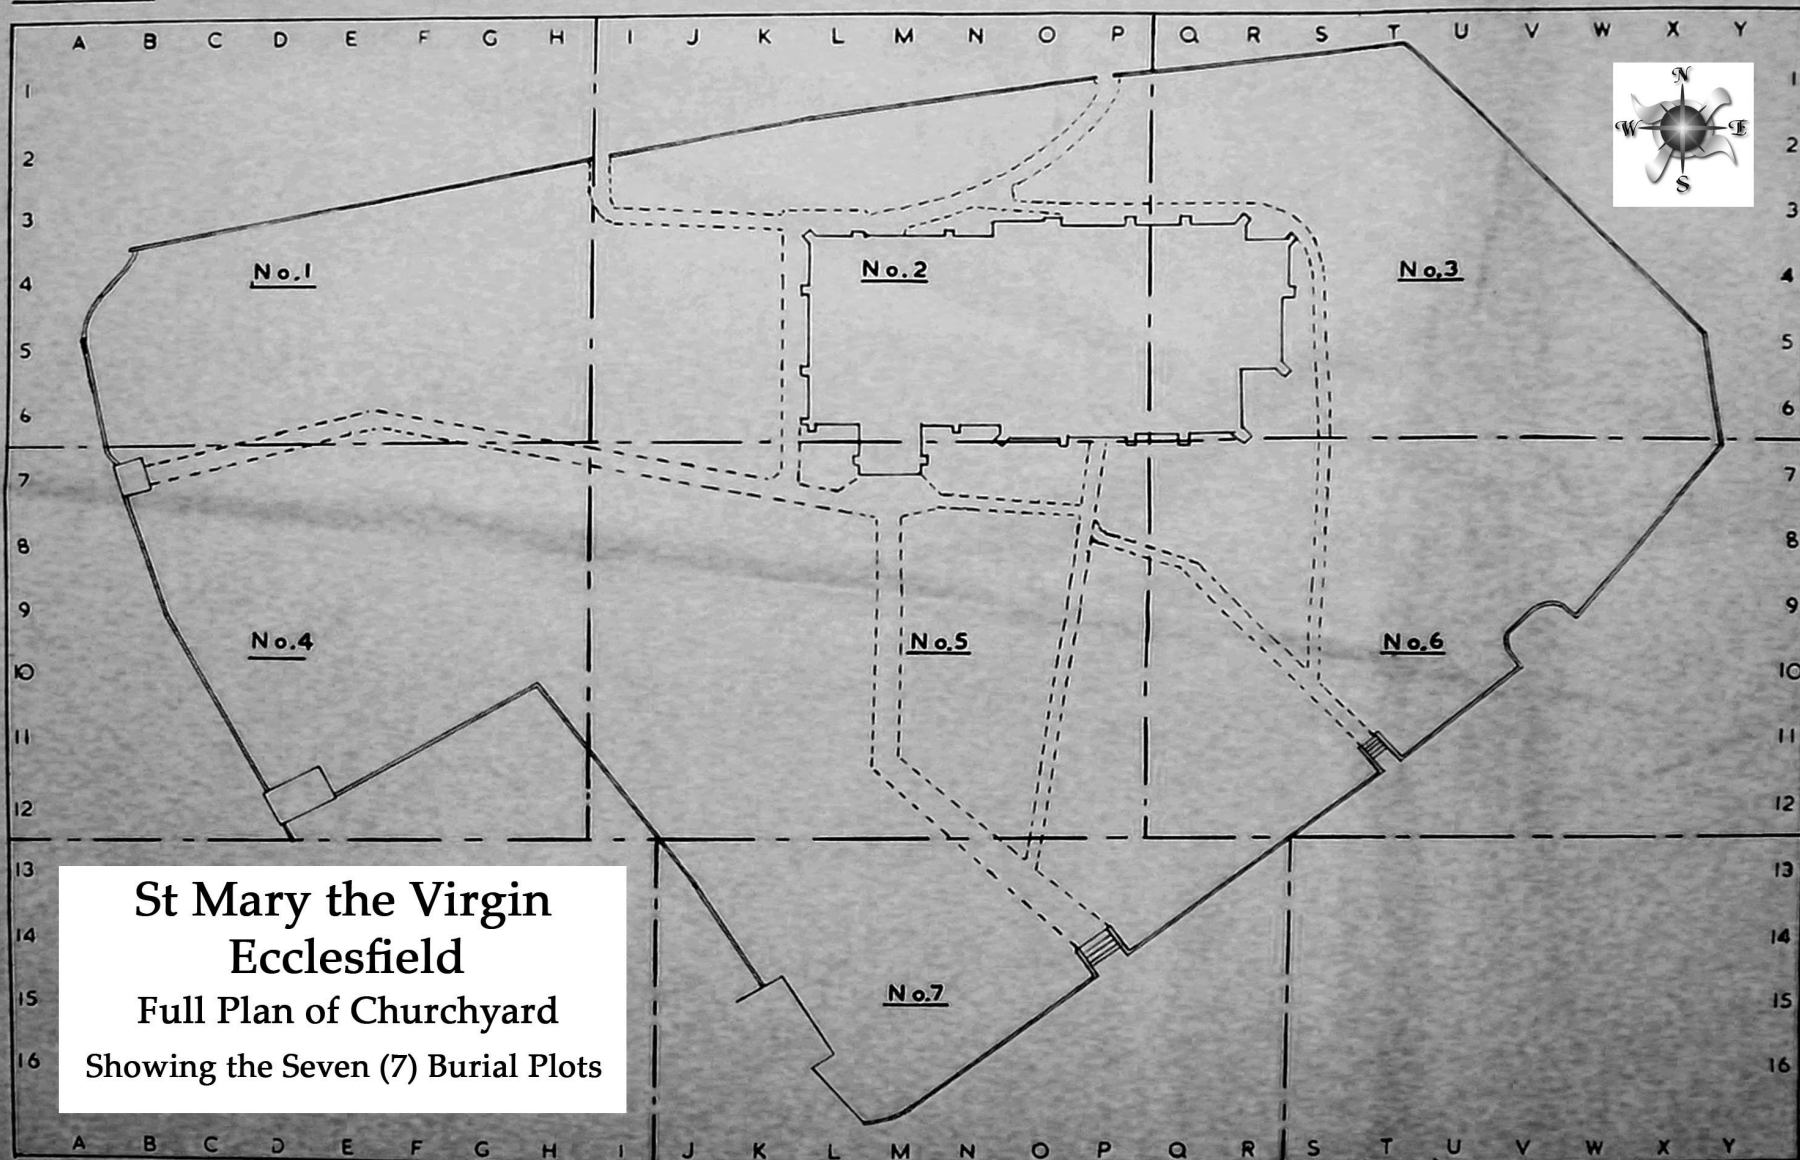 A B C D E F G H I J K L M N O P Q R S T U V W X Y
N
W E
S
1 1
2 2
3 3
No.1 No.2 No.3
4 4
5 5
6 6
7 7
8 8
9 9
No.4 No.5 No.6
10 10
11 11
12 12
13 13
St Mary the Virgin
Ecclesfield
Full Plan of Churchyard
Showing the Seven (7) Burial Plots
14 14
No.7
15 15
16 16
A B C D E F G H I J K L M N O P Q R S T U V W X Y